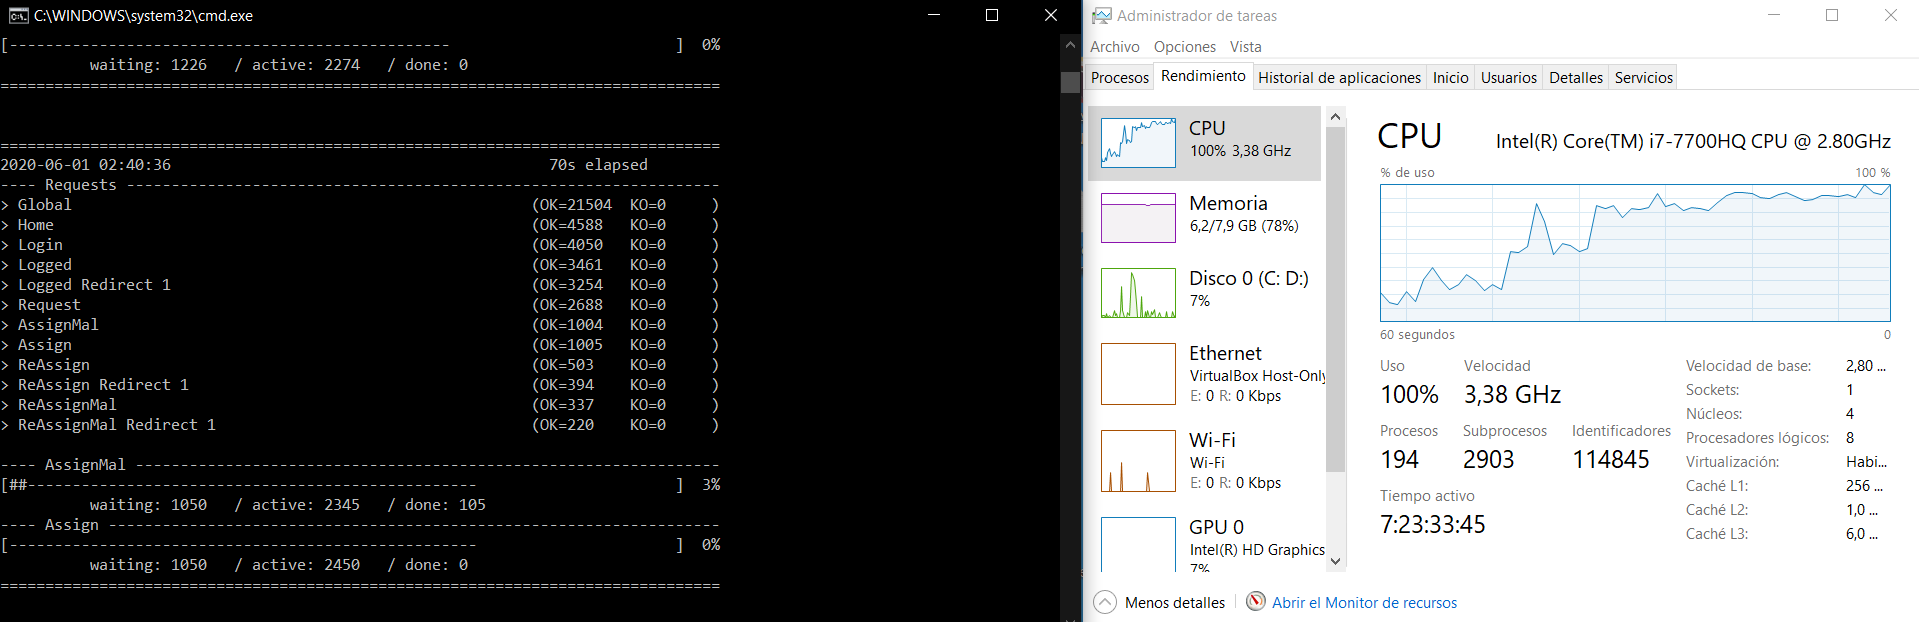 C:\WINDOWS\system32\cmd.exe
[-------------------------------------------------                         ]  0%
          waiting: 1226   / active: 2274   / done: 0
================================================================================
================================================================================
2020-06-01 02:40:36                                          70s elapsed
---- Requests ------------------------------------------------------------------
> Global                                                   (OK=21504  KO=0     )
> Home                                                     (OK=4588   KO=0     )
> Login                                                    (OK=4050   KO=0     )
> Logged                                                   (OK=3461   KO=0     )
> Logged Redirect 1                                        (OK=3254   KO=0     )
> Request                                                  (OK=2688   KO=0     )
> AssignMal                                                (OK=1004   KO=0     )
> Assign                                                   (OK=1005   KO=0     )
> ReAssign                                                 (OK=503    KO=0     )
> ReAssign Redirect 1                                      (OK=394    KO=0     )
> ReAssignMal                                              (OK=337    KO=0     )
> ReAssignMal Redirect 1                                   (OK=220    KO=0     )
---- AssignMal -----------------------------------------------------------------
[##--------------------------------------------------                      ]  3%
          waiting: 1050   / active: 2345   / done: 105
---- Assign --------------------------------------------------------------------
[----------------------------------------------------                      ]  0%
          waiting: 1050   / active: 2450   / done: 0
================================================================================
Administrador de tareas
Archivo Opciones Vista
Procesos Rendimiento Historial de aplicaciones Inicio Usuarios Detalles Servicios
CPU
100% 3,38 GHz
Memoria
6,2/7,9 GB (78%)
Disco 0 (C: D:)
7%
Ethernet
VirtualBox Host-Only
E: 0 R: 0 Kbps
Wi-Fi
Wi-Fi
E: 0 R: 0 Kbps
GPU 0
Intel(R) HD Graphics
7%
CPU Intel(R) Core(TM) i7-7700HQ CPU @ 2.80GHz
% de uso 100 %
60 segundos 0
Uso Velocidad
100% 3,38 GHz
Procesos Subprocesos Identificadores
194 2903 114845
Tiempo activo
7:23:33:45
Velocidad de base: 2,80 ...
Sockets: 1
Núcleos: 4
Procesadores lógicos: 8
Virtualización: Habi...
Caché L1: 256 ...
Caché L2: 1,0 ...
Caché L3: 6,0 ...
Menos detalles Abrir el Monitor de recursos